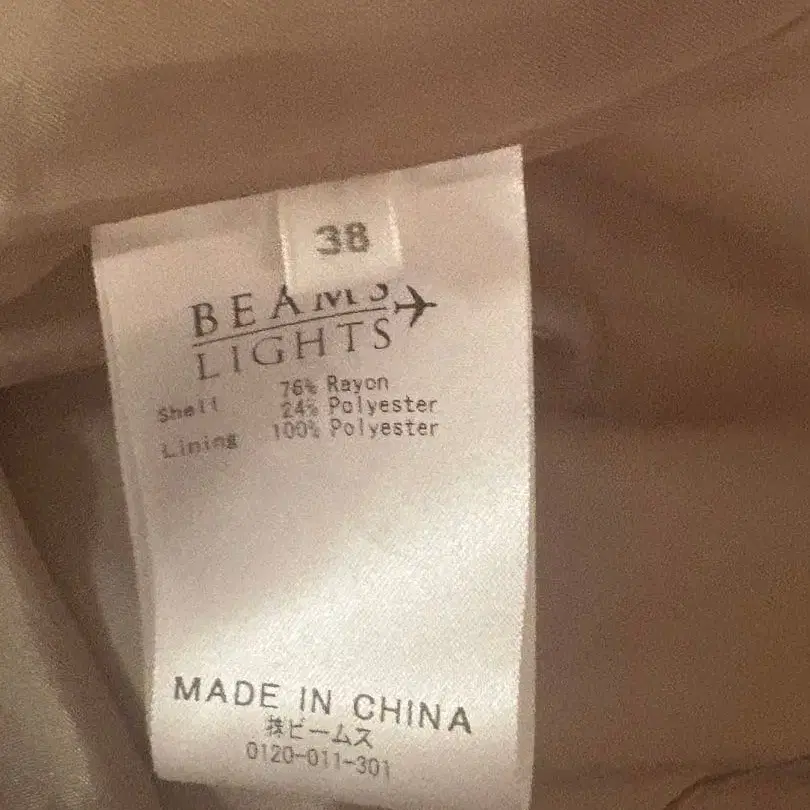 38
BEAMS
LIGHTS
Shell 76% Rayon
24% Polyester
Lining 100% Polyester
MADE IN CHINA
株ビームス
0120-011-301